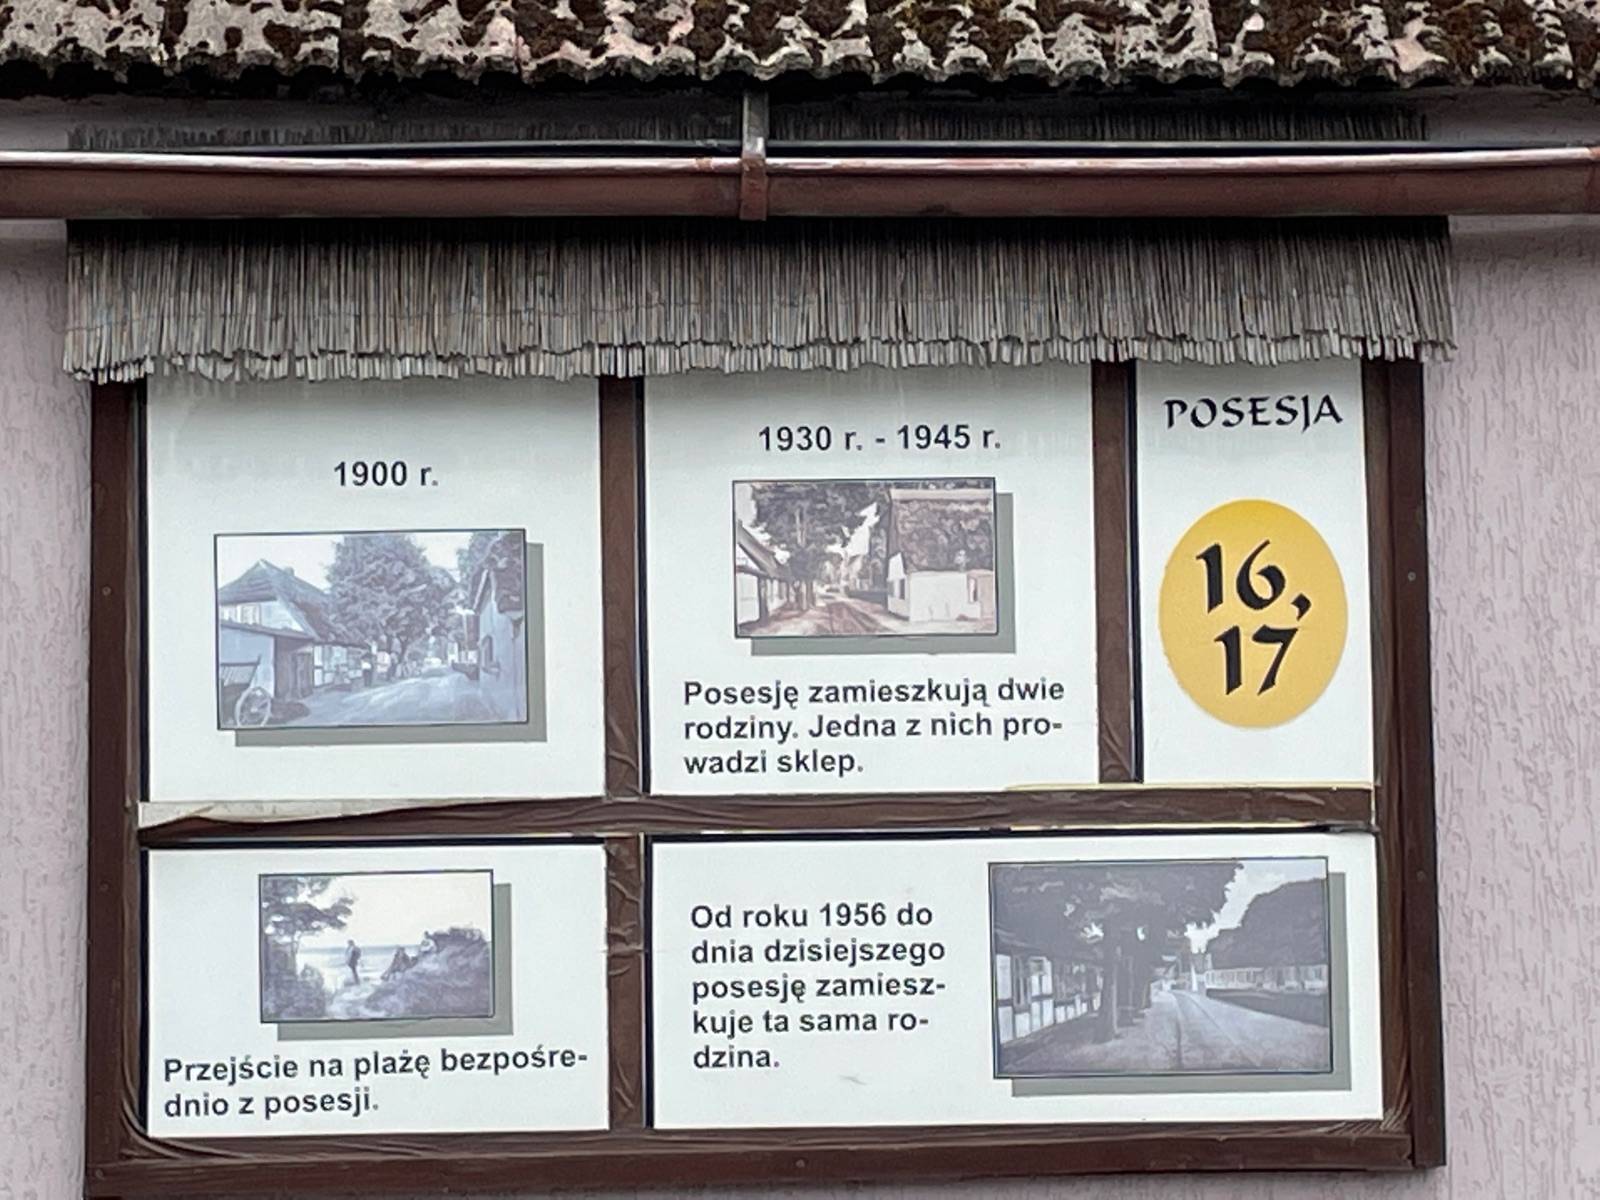 1900 r.
1930 r. - 1945 r.
Posesję zamieszkują dwie
rodziny. Jedna z nich pro-
wadzi sklep.
POSESJA
16,
17
Przejście na plażę bezpośre-
dnio z posesji.
Od roku 1956 do
dnia dzisiejszego
posesję zamiesz-
kuje ta sama ro-
dzina.